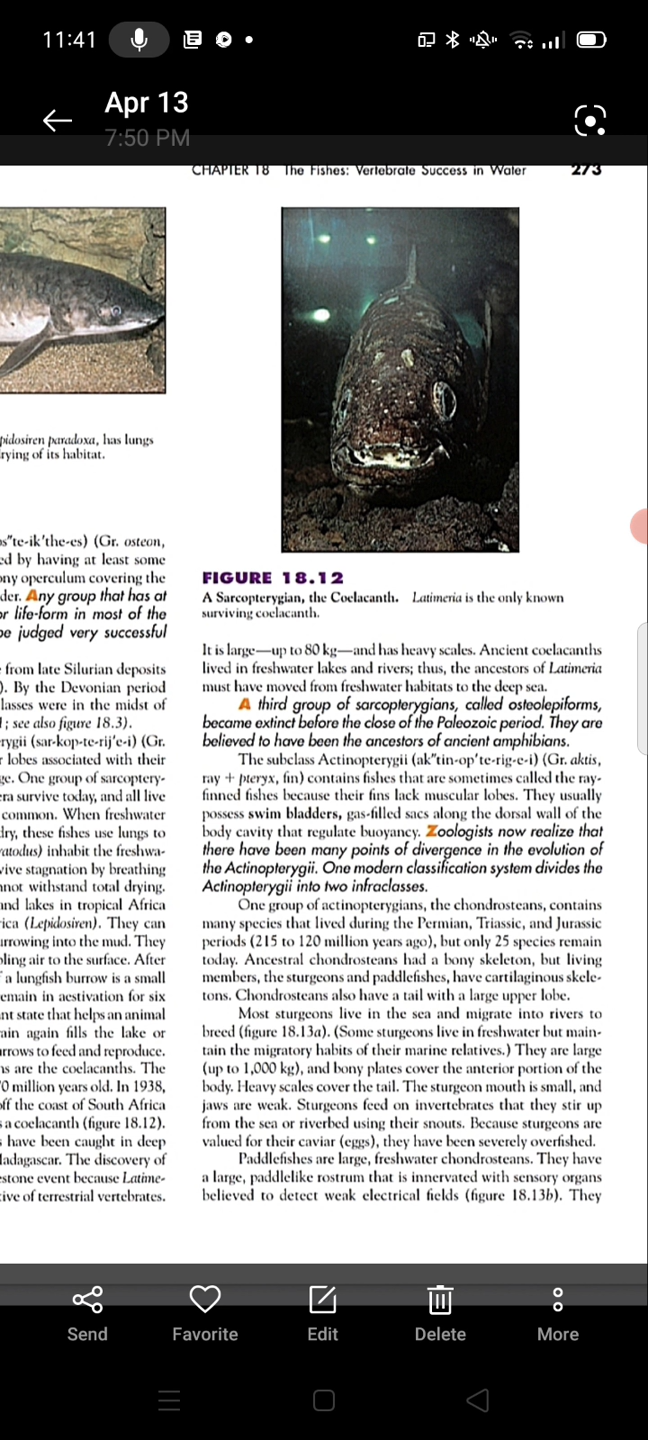 11:41
Apr 13
7:50 PM
CHAPTER 18 The Fishes: Vertebrate Success in Water 273
pidosiren paradoxa, has lungs
rying of its habitat.
os"te-ik'the-es) (Gr. osteon,
ed by having at least some
ony operculum covering the
der. Any group that has at
or life-form in most of the
be judged very successful
from late Silurian deposits
). By the Devonian period
lasses were in the midst of
l; see also figure 18.3).
rygii (sar-kop-te-rij'e-i) (Gr.
r lobes associated with their
ge. One group of sarcoptery-
era survive today, and all live
common. When freshwater
dry, these fishes use lungs to
ratodus) inhabit the freshwa-
vive stagnation by breathing
nnot withstand total drying.
and lakes in tropical Africa
rica (Lepidosiren). They can
urrowing into the mud. They
bling air to the surface. After
f a lungfish burrow is a small
emain in aestivation for six
ant state that helps an animal
ain again fills the lake or
arrows to feed and reproduce.
ns are the coelacanths. The
0 million years old. In 1938,
off the coast of South Africa
s a coelacanth (figure 18.12).
s have been caught in deep
Madagascar. The discovery of
estone event because Latime-
tive of terrestrial vertebrates.
FIGURE 18.12
A Sarcopterygian, the Coelacanth. Latimeria is the only known
surviving coelacanth.
It is large—up to 80 kg—and has heavy scales. Ancient coelacanths
lived in freshwater lakes and rivers; thus, the ancestors of Latimeria
must have moved from freshwater habitats to the deep sea.
A third group of sarcopterygians, called osteolepiforms,
became extinct before the close of the Paleozoic period. They are
believed to have been the ancestors of ancient amphibians.
The subclass Actinopterygii (ak"tin-op'te-rig-e-i) (Gr. aktis,
ray + pteryx, fin) contains fishes that are sometimes called the ray-
finned fishes because their fins lack muscular lobes. They usually
possess swim bladders, gas-filled sacs along the dorsal wall of the
body cavity that regulate buoyancy. Zoologists now realize that
there have been many points of divergence in the evolution of
the Actinopterygii. One modern classification system divides the
Actinopterygii into two infraclasses.
One group of actinopterygians, the chondrosteans, contains
many species that lived during the Permian, Triassic, and Jurassic
periods (215 to 120 million years ago), but only 25 species remain
today. Ancestral chondrosteans had a bony skeleton, but living
members, the sturgeons and paddlefishes, have cartilaginous skele-
tons. Chondrosteans also have a tail with a large upper lobe.
Most sturgeons live in the sea and migrate into rivers to
breed (figure 18.13a). (Some sturgeons live in freshwater but main-
tain the migratory habits of their marine relatives.) They are large
(up to 1,000 kg), and bony plates cover the anterior portion of the
body. Heavy scales cover the tail. The sturgeon mouth is small, and
jaws are weak. Sturgeons feed on invertebrates that they stir up
from the sea or riverbed using their snouts. Because sturgeons are
valued for their caviar (eggs), they have been severely overfished.
Paddlefishes are large, freshwater chondrosteans. They have
a large, paddlelike rostrum that is innervated with sensory organs
believed to detect weak electrical fields (figure 18.13b). They
Send Favorite Edit Delete More